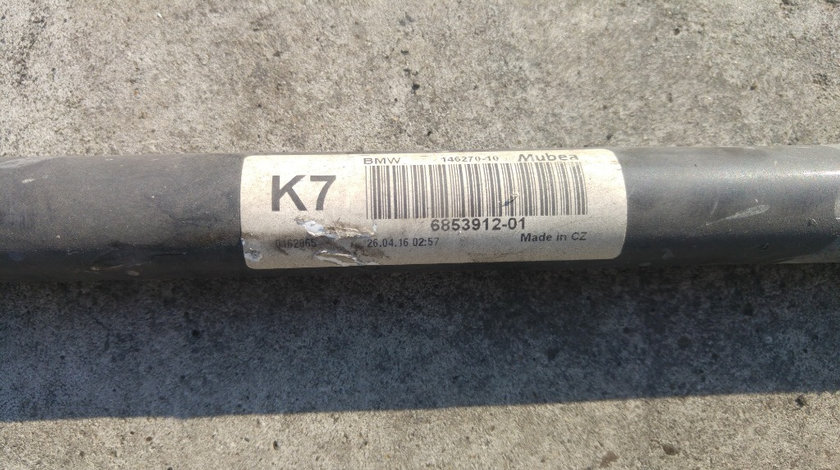 BMW 146270-10 Mubea
K7
6853912-01
26.04.16 02:57 Made in CZ